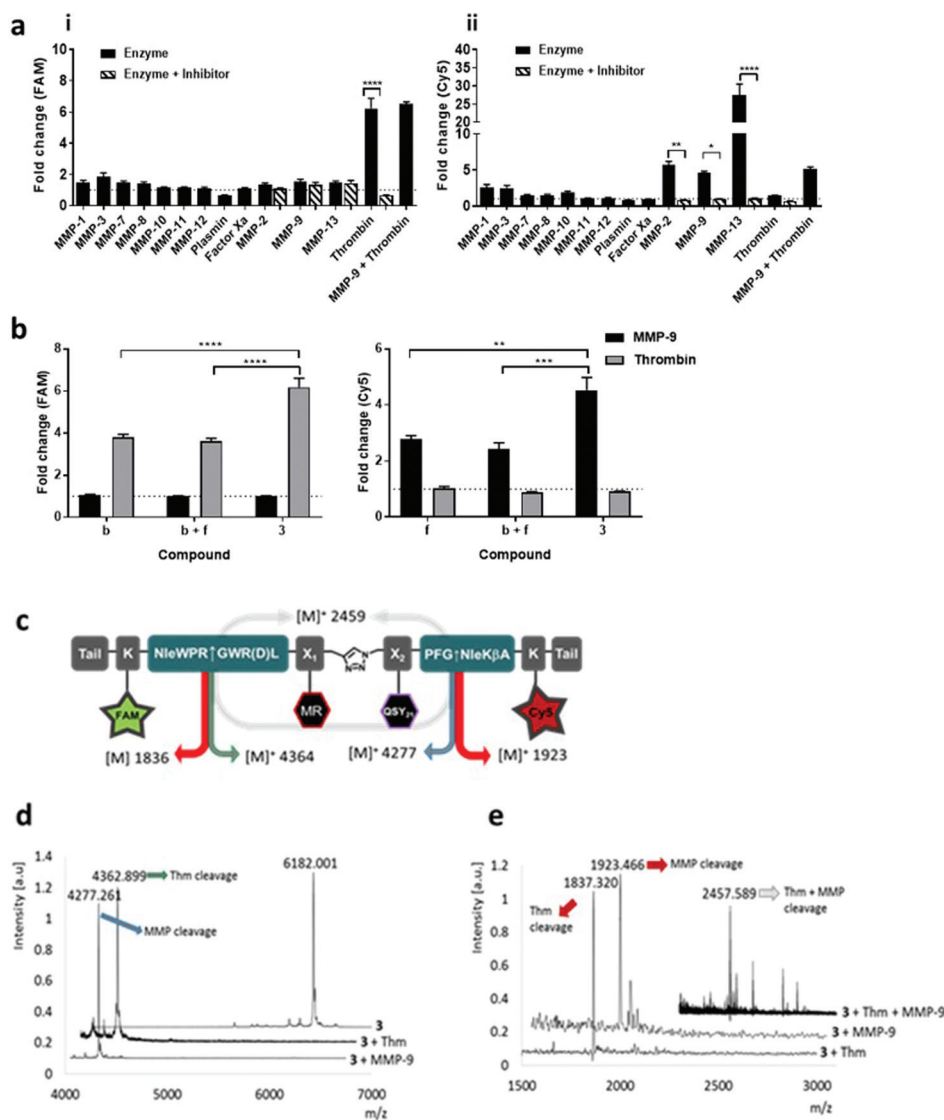 a
i
Fold change (FAM)
10
8
6
4
2
0
Enzyme
Enzyme + Inhibitor
****
MMP-1
MMP-3
MMP-7
MMP-8
MMP-10
MMP-11
MMP-12
Plasmin
Factor Xa
MMP-2
MMP-9
MMP-13
Thrombin
MMP-9 + Thrombin
ii
Fold change (Cy5)
40
35
30
25
20
15
10
5
0
Enzyme
Enzyme + Inhibitor
**
*
****
MMP-1
MMP-3
MMP-7
MMP-8
MMP-10
MMP-11
MMP-12
Plasmin
Factor Xa
MMP-2
MMP-9
MMP-13
Thrombin
MMP-9 + Thrombin
b
Fold change (FAM)
8
6
4
2
0
****
****
b
b + f
3
Compound
Fold change (Cy5)
6
4
2
0
**
***
f
b + f
3
Compound
MMP-9
Thrombin
c
[M]⁺ 2459
Tail K NleWPR↑GWR(D)L X₁ N=N N X₂ PFG↑NleKβA K Tail
FAM MR QSY₂₁ Cy5
[M] 1836 [M]⁺ 4364 [M]⁺ 4277 [M]⁺ 1923
d
Intensity [a.u]
1.4
1.2
1
0.8
0.6
0.4
0.2
0
4362.899 Thm cleavage
4277.261
MMP cleavage
6182.001
3
3 + Thm
3 + MMP-9
4000 5000 6000 7000
m/z
e
Intensity [a.u.]
1.2
1
0.8
0.6
0.4
0.2
0
1923.466 MMP cleavage
1837.320
Thm
cleavage
2457.589 Thm + MMP
cleavage
3 + Thm + MMP-9
3 + MMP-9
3 + Thm
1500 2000 2500 3000
m/z